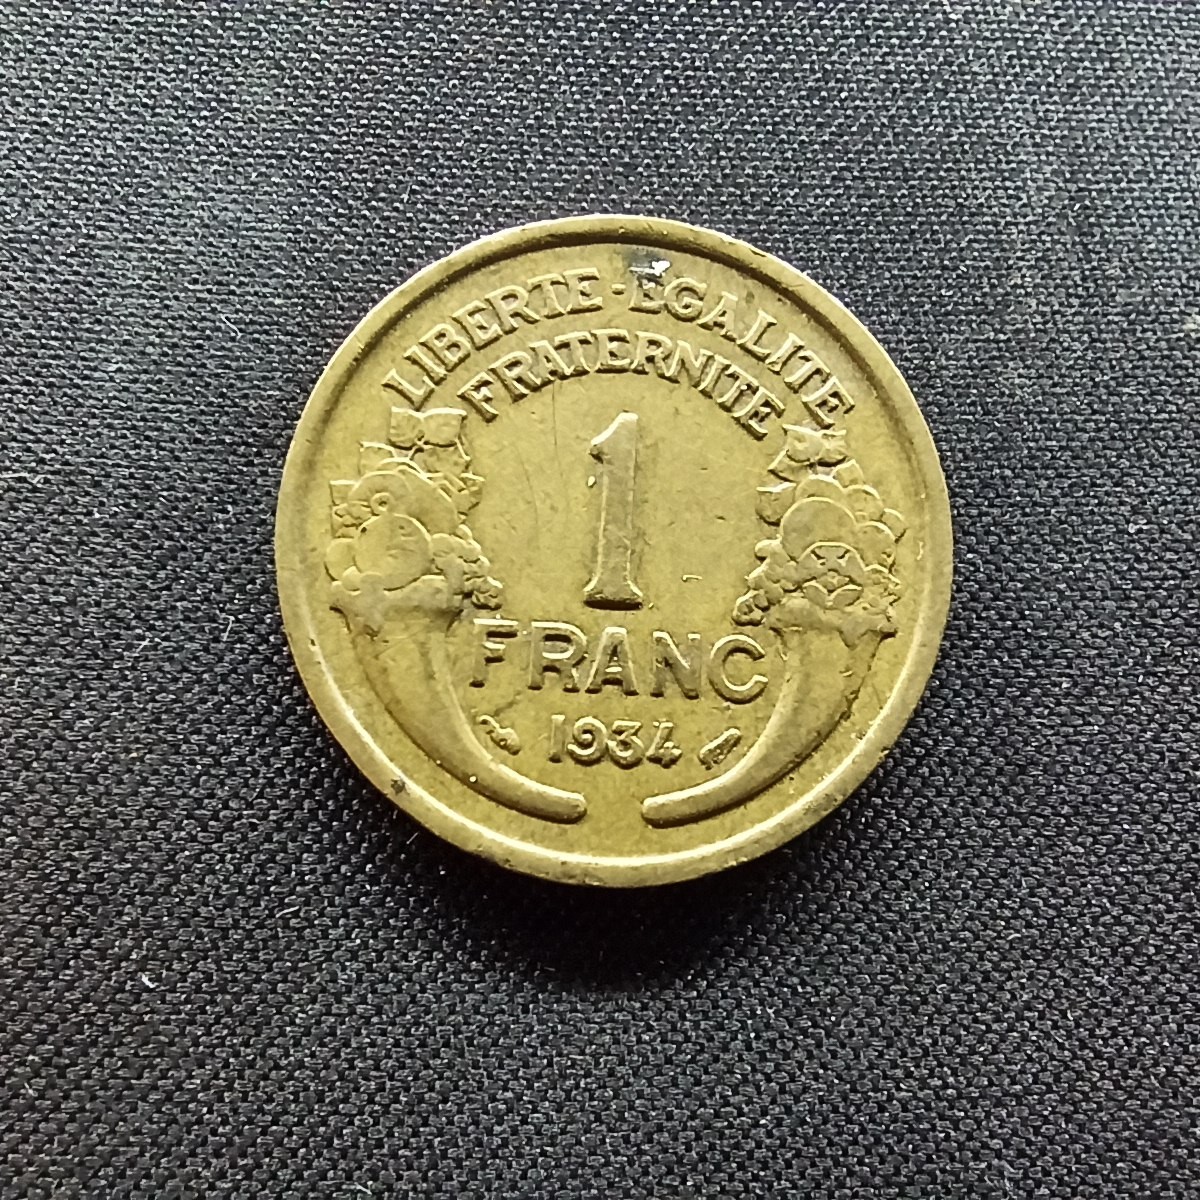 LIBERTE · EGALITE
FRATERNITE
1
FRANC
1934